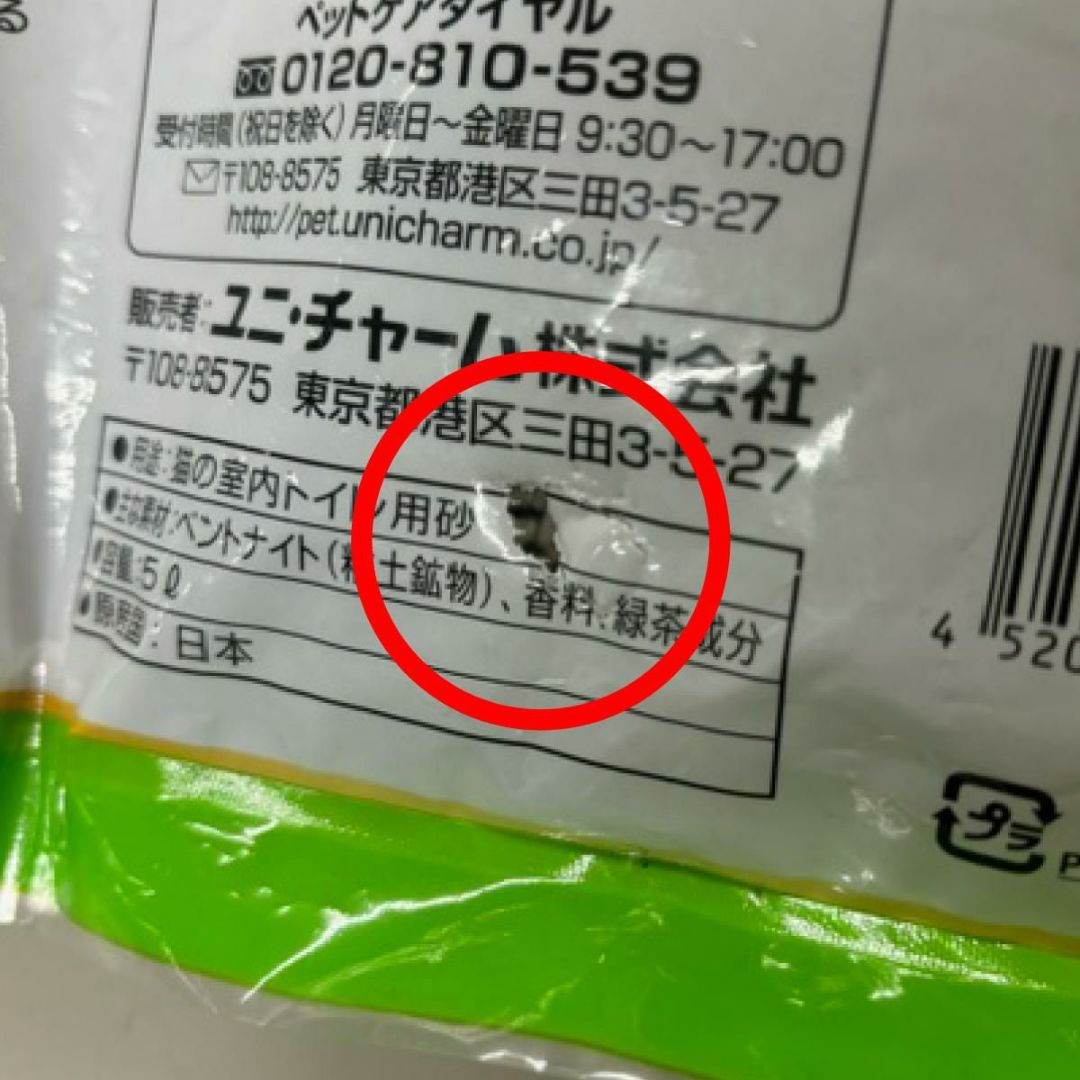 る
ペットケアダイヤル
0120-810-539
受付時間(祝日を除く)月曜日～金曜日 9:30～17:00
〒108-8575 東京都港区三田3-5-27
http://pet.unicharm.co.jp/
販売者:ユニ・チャーム株式会社
〒108-8575 東京都港区三田3-5-27
●用途:猫の室内トイレ用砂
●主な素材:ベントナイト(粘土鉱物)、香料、緑茶成分
●容量:5ℓ
●原産国:日本
4 520
プラ
P